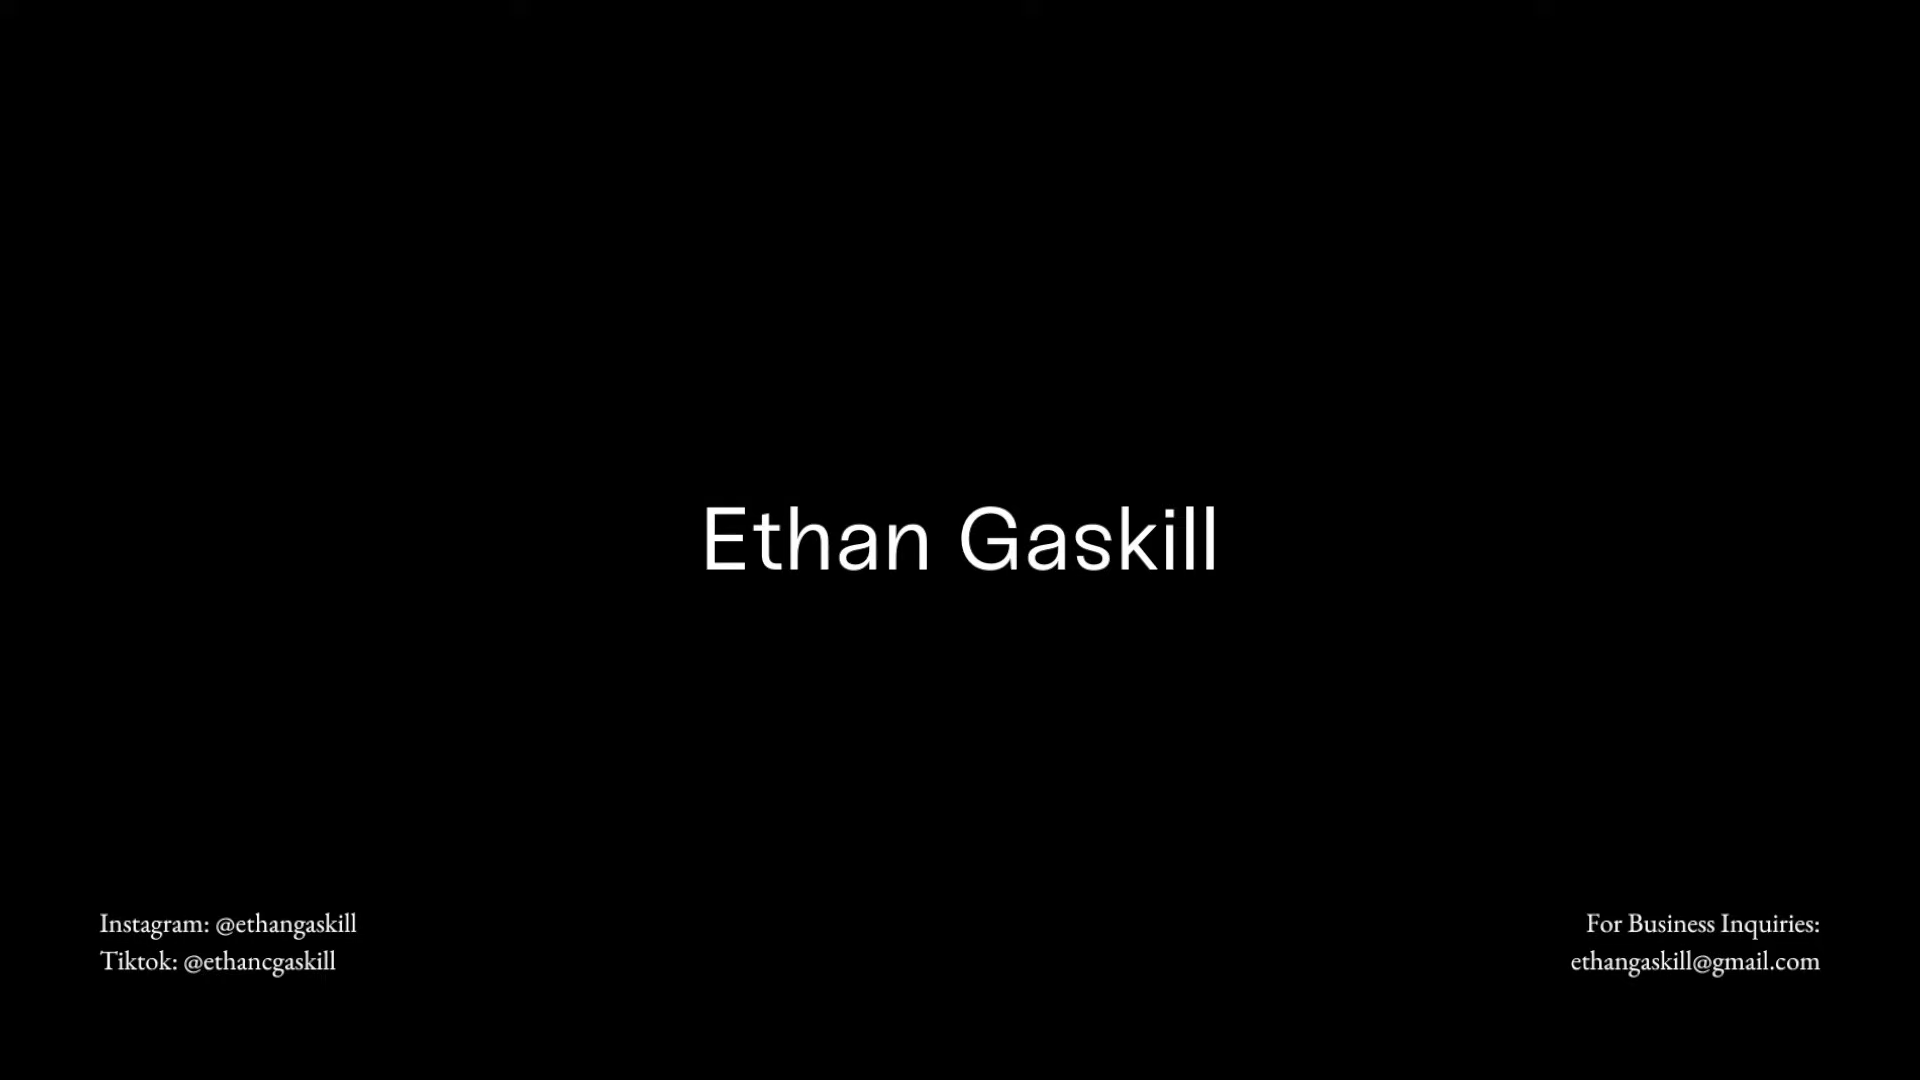 Ethan Gaskill
Instagram: @ethangaskill
Tiktok: @ethancgaskill
For Business Inquiries:
ethangaskill@gmail.com